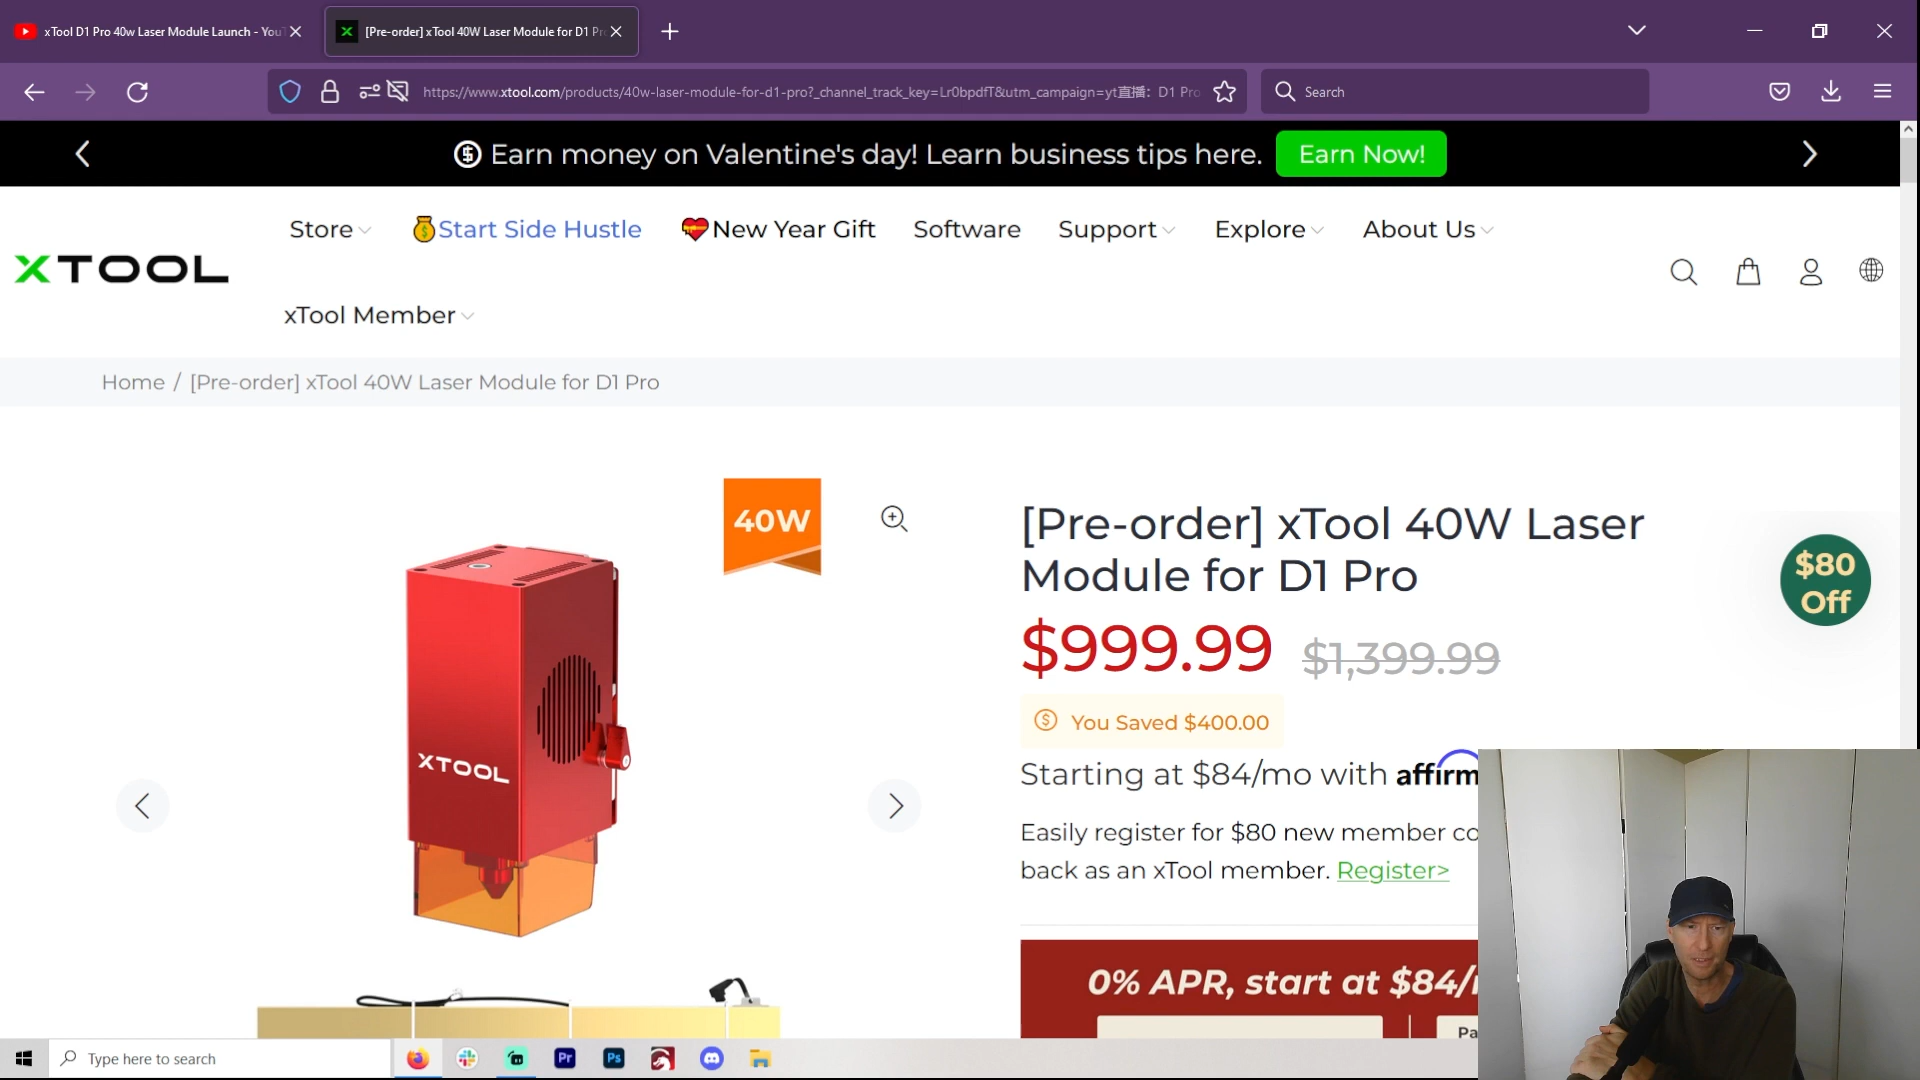 xTool D1 Pro 40w Laser Module Launch - YouT
[Pre-order] xTool 40W Laser Module for D1 Pr
https://www.xtool.com/products/40w-laser-module-for-d1-pro?_channel_track_key=Lr0bpdfT&utm_campaign=yt直播: D1 Pro
Search
Earn money on Valentine's day! Learn business tips here.
Earn Now!
XTOOL
Store
Start Side Hustle
New Year Gift
Software
Support
Explore
About Us
xTool Member
Home / [Pre-order] xTool 40W Laser Module for D1 Pro
40W
XTOOL
[Pre-order] xTool 40W Laser
Module for D1 Pro
$999.99 $1,399.99
You Saved $400.00
Starting at $84/mo with affirm
Easily register for $80 new member co
back as an xTool member. Register>
$80
Off
0% APR, start at $84/
Pa
Type here to search
Pr
Ps